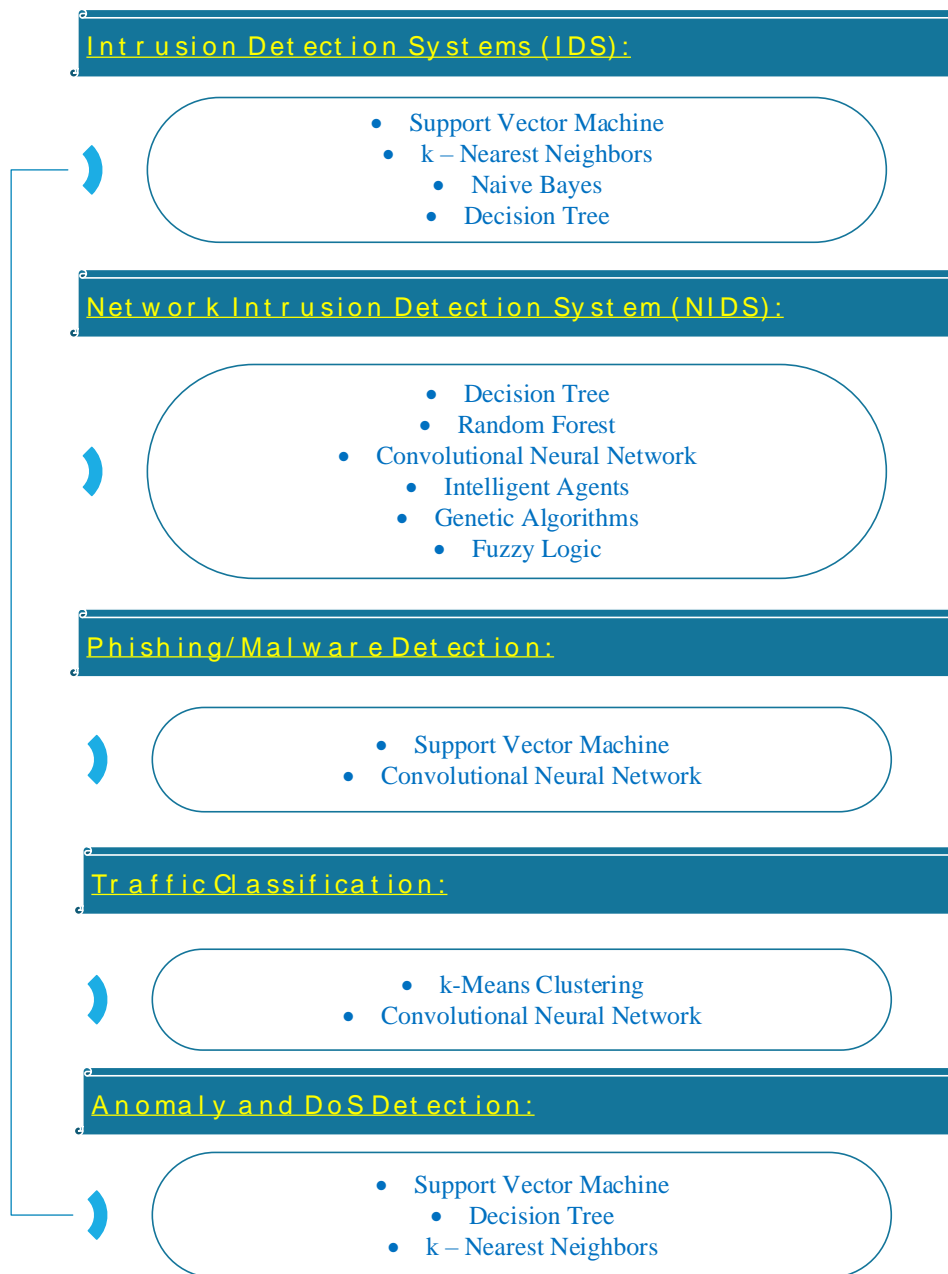 Intrusion Detection Systems (IDS):
• Support Vector Machine
• k – Nearest Neighbors
• Naive Bayes
• Decision Tree
Network Intrusion Detection System (NIDS):
• Decision Tree
• Random Forest
• Convolutional Neural Network
• Intelligent Agents
• Genetic Algorithms
• Fuzzy Logic
Phishing/Malware Detection:
• Support Vector Machine
• Convolutional Neural Network
Traffic Classification:
• k-Means Clustering
• Convolutional Neural Network
Anomaly and DoS Detection:
• Support Vector Machine
• Decision Tree
• k – Nearest Neighbors